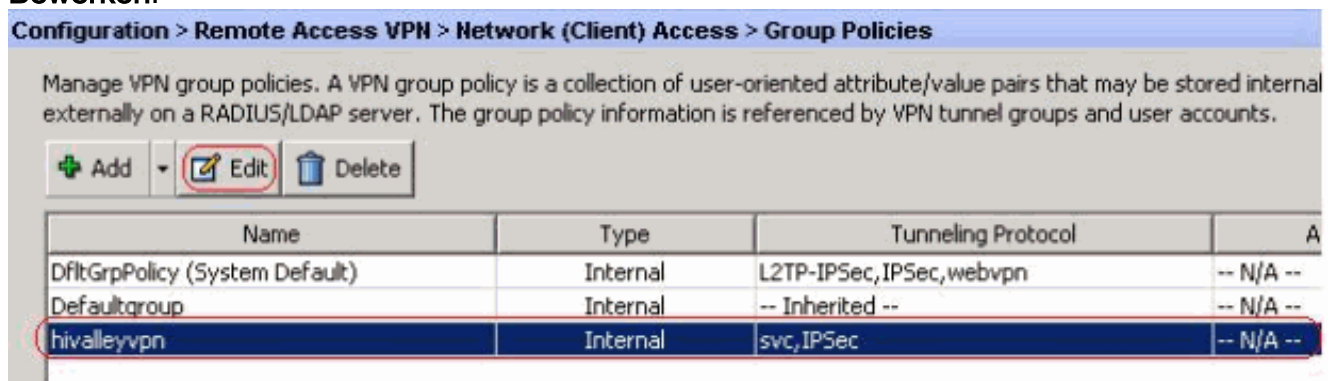 Bewerken.
Configuration > Remote Access VPN > Network (Client) Access > Group Policies
Manage VPN group policies. A VPN group policy is a collection of user-oriented attribute/value pairs that may be stored internal
externally on a RADIUS/LDAP server. The group policy information is referenced by VPN tunnel groups and user accounts.
Add Edit Delete
Name Type Tunneling Protocol A
DfltGrpPolicy (System Default) Internal L2TP-IPSec,IPSec,webvpn -- N/A --
Defaultgroup Internal -- Inherited -- -- N/A --
hivalleyvpn Internal svc,IPSec -- N/A --